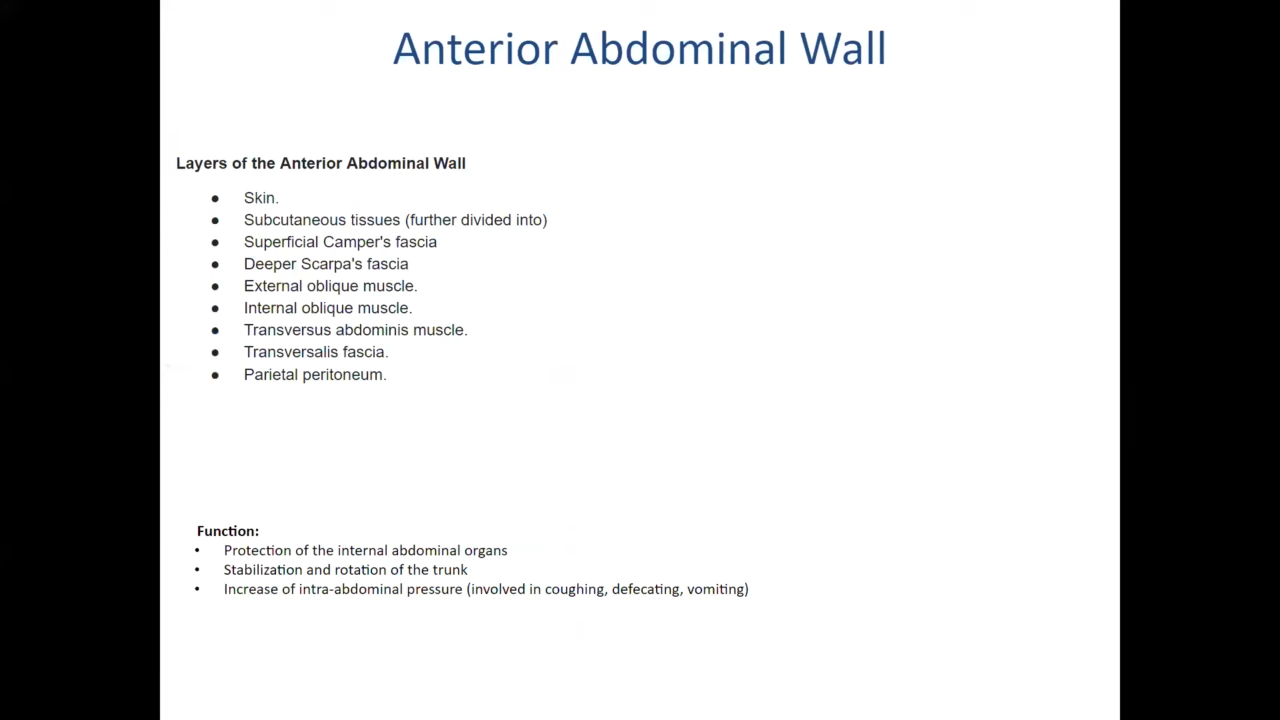 Anterior Abdominal Wall
Layers of the Anterior Abdominal Wall
● Skin.
● Subcutaneous tissues (further divided into)
● Superficial Camper's fascia
● Deeper Scarpa's fascia
● External oblique muscle.
● Internal oblique muscle.
● Transversus abdominis muscle.
● Transversalis fascia.
● Parietal peritoneum.
Function:
• Protection of the internal abdominal organs
• Stabilization and rotation of the trunk
• Increase of intra-abdominal pressure (involved in coughing, defecating, vomiting)